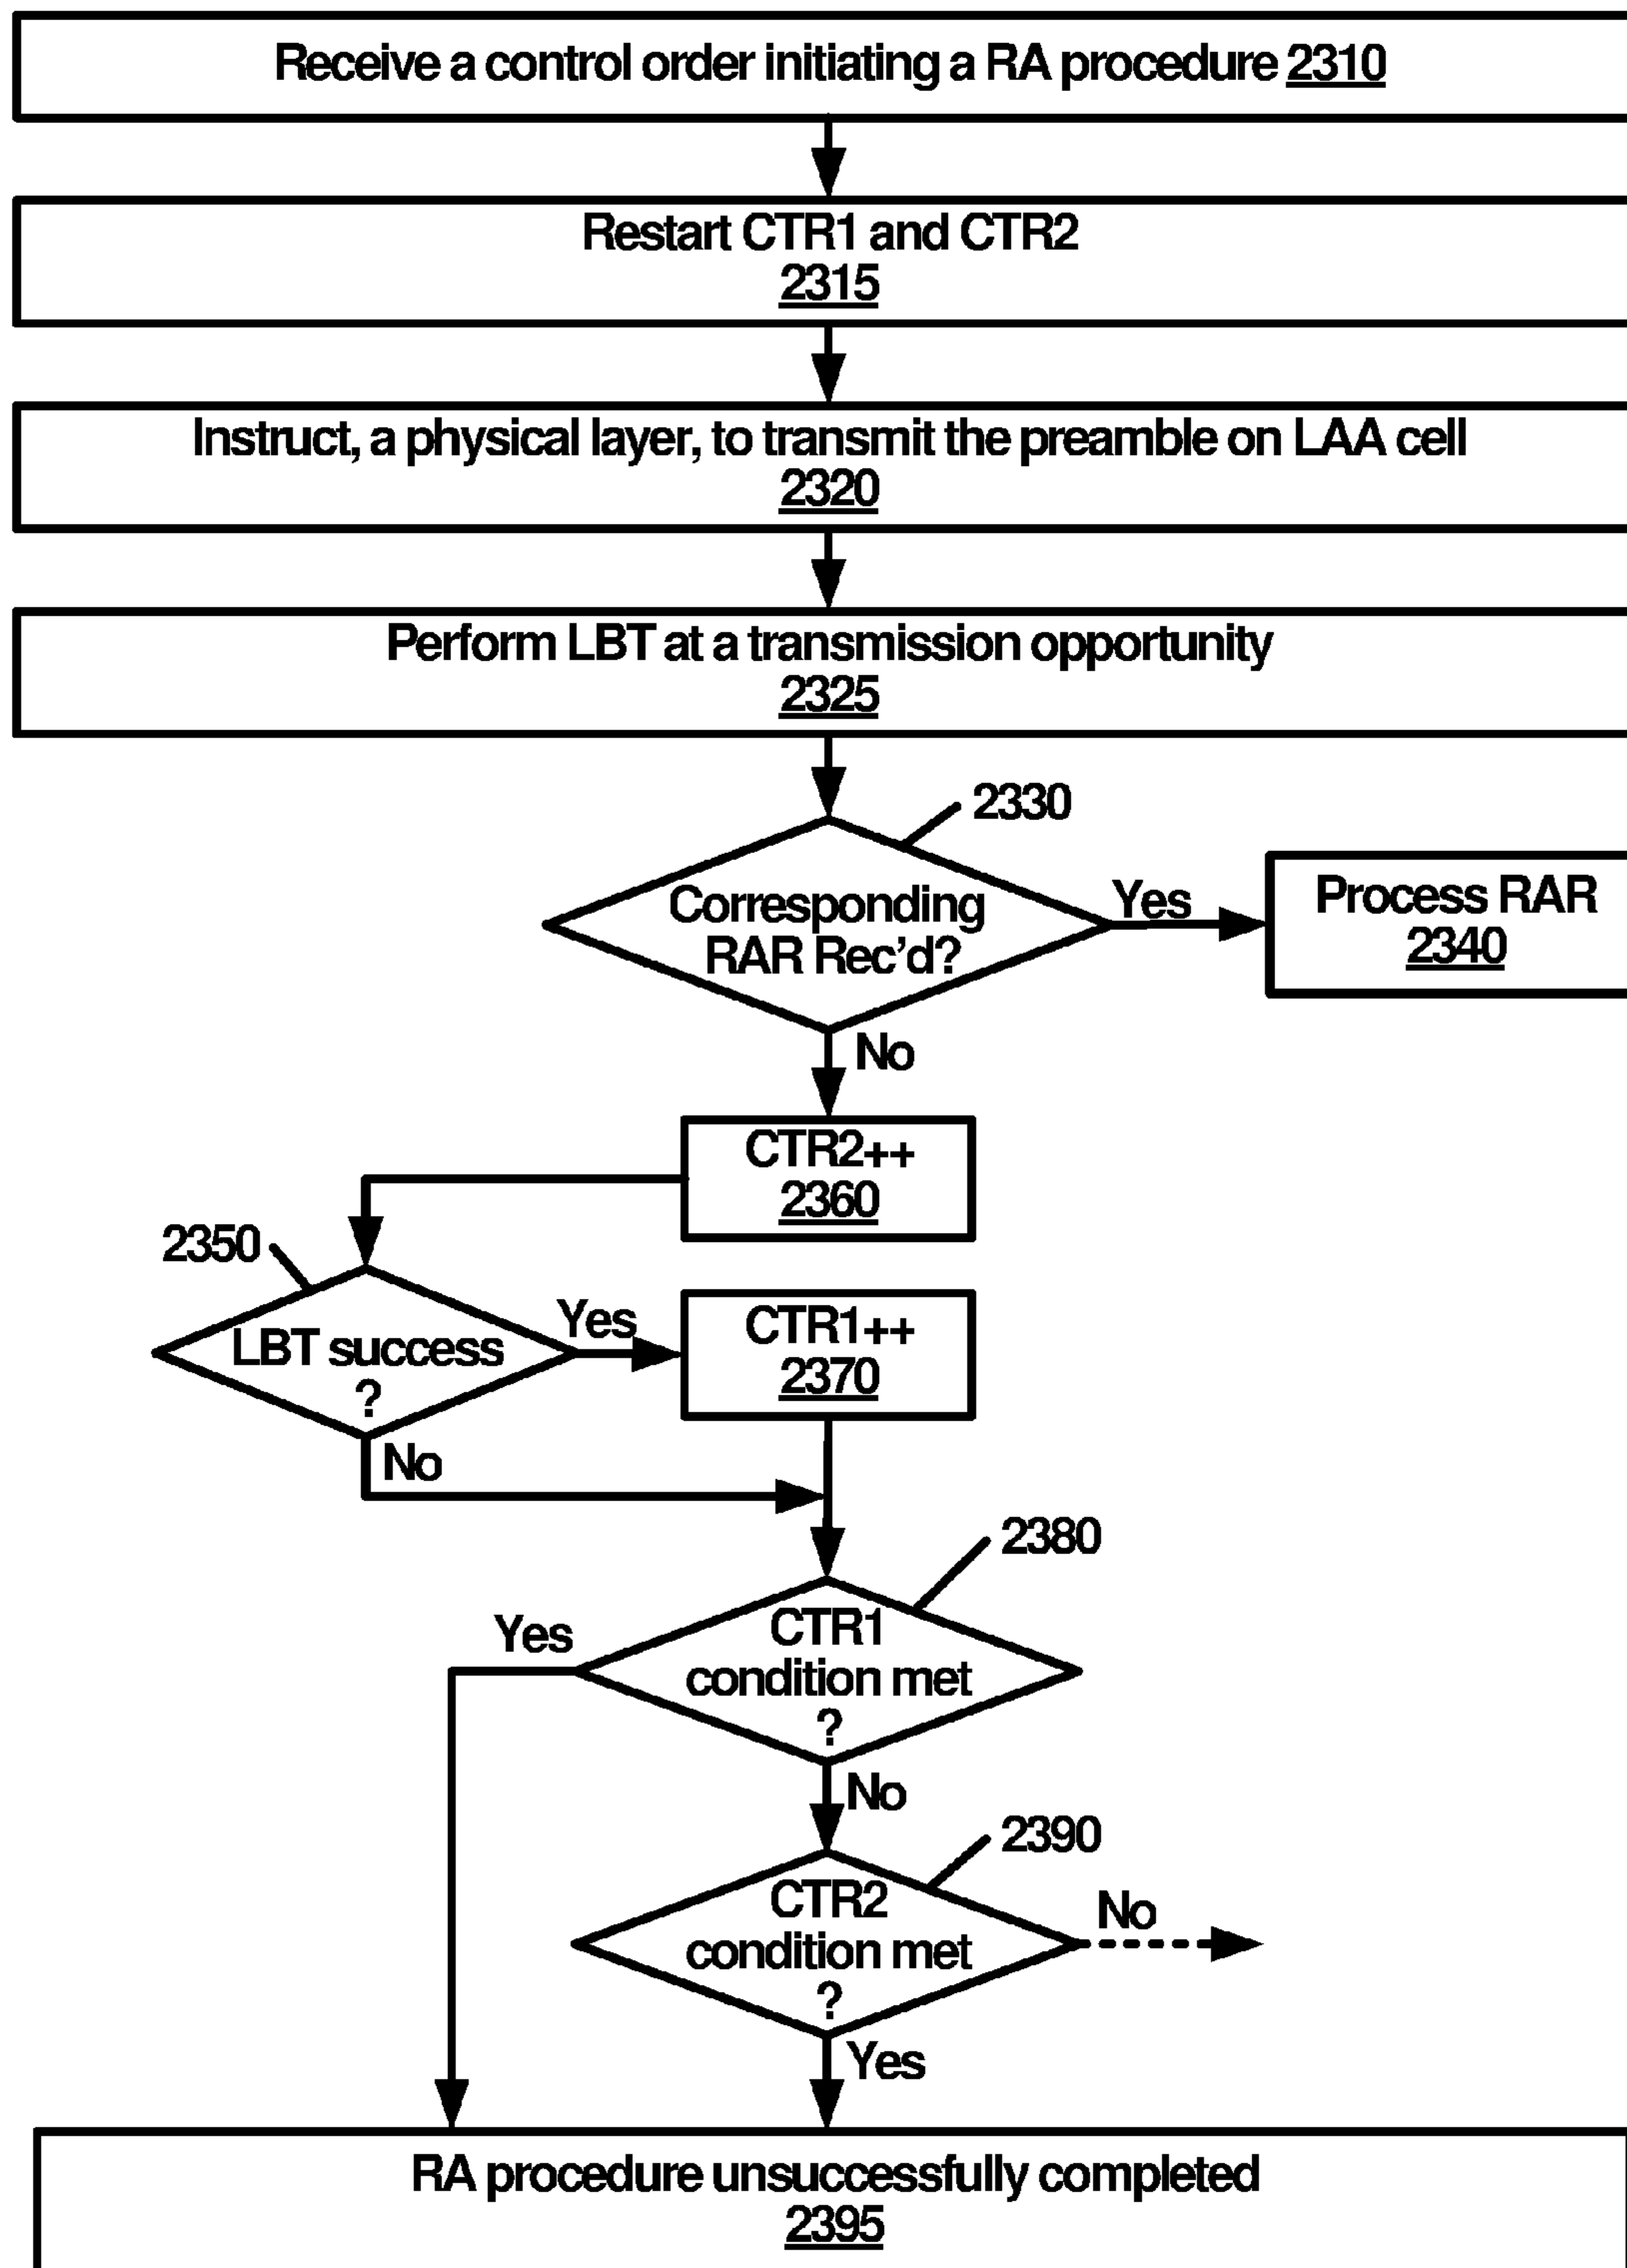 Receive a control order initiating a RA procedure 2310
Restart CTR1 and CTR2
2315
Instruct, a physical layer, to transmit the preamble on LAA cell
2320
Perform LBT at a transmission opportunity
2325
2330
Corresponding
RAR Rec'd?
Yes
Process RAR
2340
No
CTR2++
2360
2350
LBT success
?
Yes
CTR1++
2370
No
2380
CTR1
condition met
?
Yes
No
2390
CTR2
condition met
?
No
Yes
RA procedure unsuccessfully completed
2395